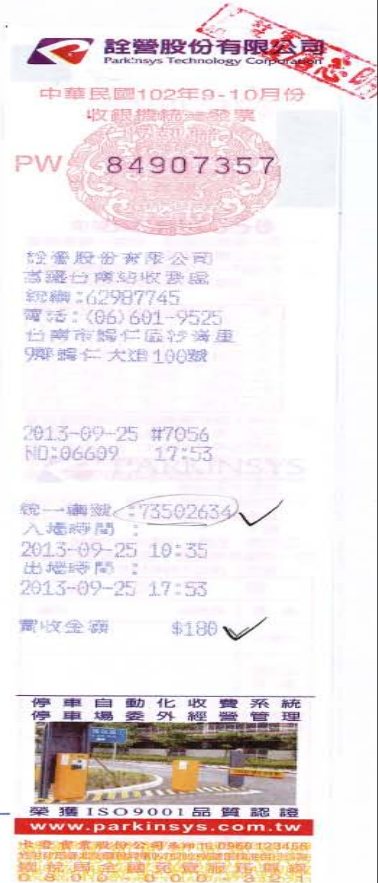 詮營股份有限公司
Parkinsys Technology Corporation
中華民國102年9-10月份
收銀機統一發票
PW 84907357
詮營股份有限公司
高鐵台南站收費處
統編:62987745
電話:(06)601-9525
台南市歸仁區沙崙里
9鄰歸仁大道100號
2013-09-25 #7056
NO:06609 17:53
PARKINSYS
統一編號 :73502634
入場時間 :
2013-09-25 10:35
出場時間 :
2013-09-25 17:53
實收金額 $180
停車自動化收費系統
停車場委外經營管理
榮獲ISO9001品質認證
www.parkinsys.com.tw